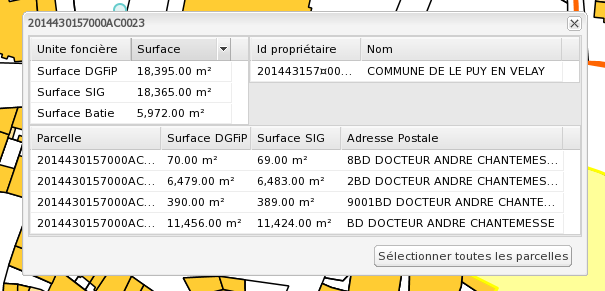 2014430157000AC0023
Unite foncière Surface
Surface DGFiP 18,395.00 m²
Surface SIG 18,365.00 m²
Surface Batie 5,972.00 m²
Id propriétaire Nom
201443157¤00... COMMUNE DE LE PUY EN VELAY
Parcelle Surface DGFiP Surface SIG Adresse Postale
2014430157000AC... 70.00 m² 69.00 m² 8BD DOCTEUR ANDRE CHANTEMES...
2014430157000AC... 6,479.00 m² 6,483.00 m² 2BD DOCTEUR ANDRE CHANTEMES...
2014430157000AC... 390.00 m² 389.00 m² 9001BD DOCTEUR ANDRE CHANTE...
2014430157000AC... 11,456.00 m² 11,424.00 m² BD DOCTEUR ANDRE CHANTEMESSE
Sélectionner toutes les parcelles